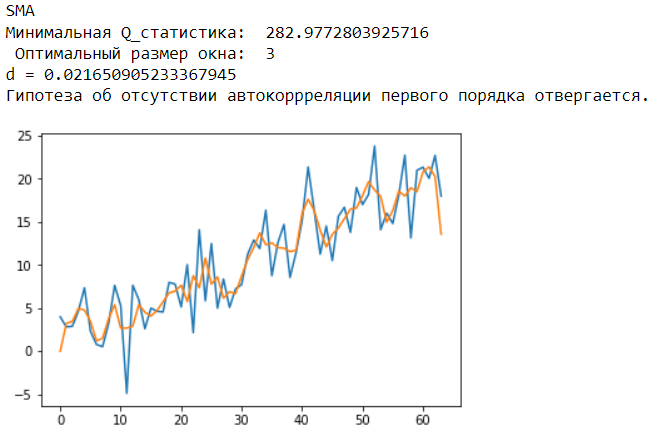 SMA
Минимальная Q_статистика:  282.9772803925716
 Оптимальный размер окна:  3
d = 0.021650905233367945
Гипотеза об отсутствии автокоррреляции первого порядка отвергается.
25
20
15
10
5
0
−5
0 10 20 30 40 50 60